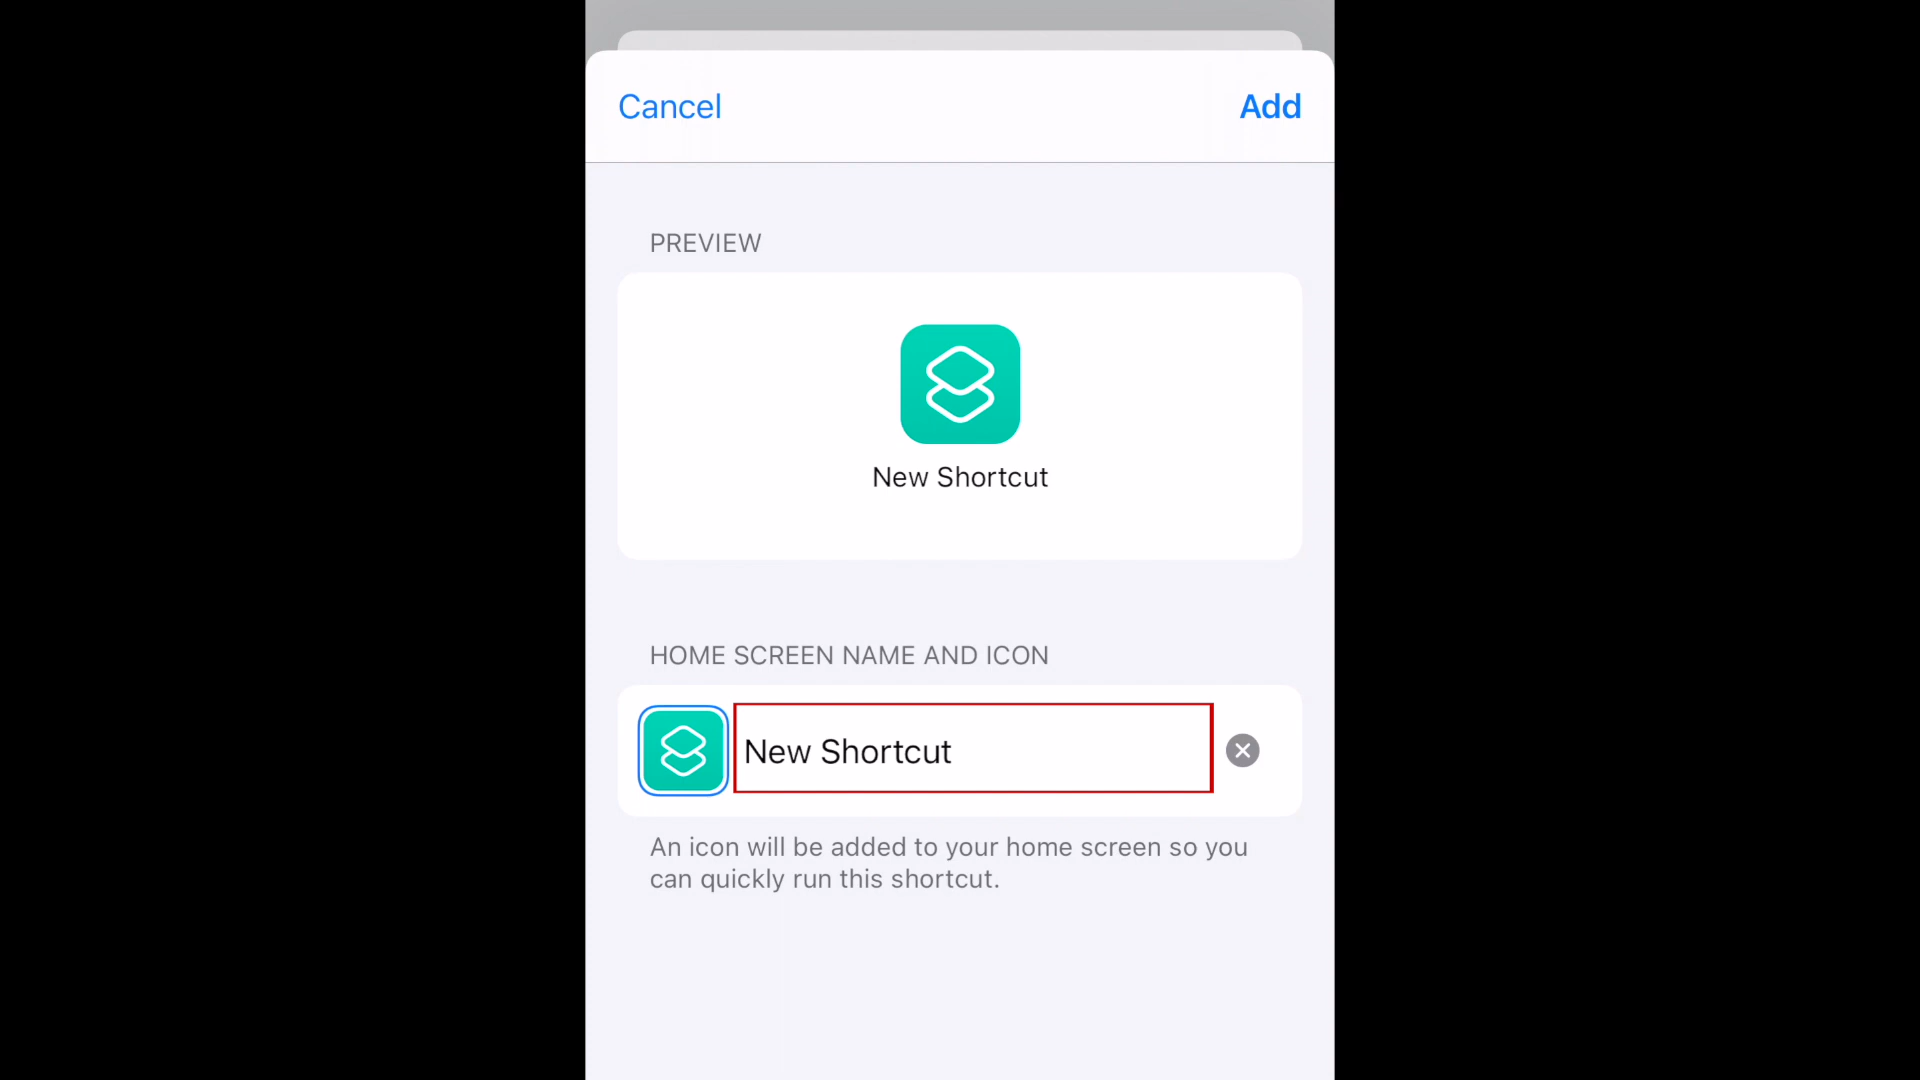 Cancel
Add
PREVIEW
New Shortcut
HOME SCREEN NAME AND ICON
New Shortcut
An icon will be added to your home screen so you
can quickly run this shortcut.